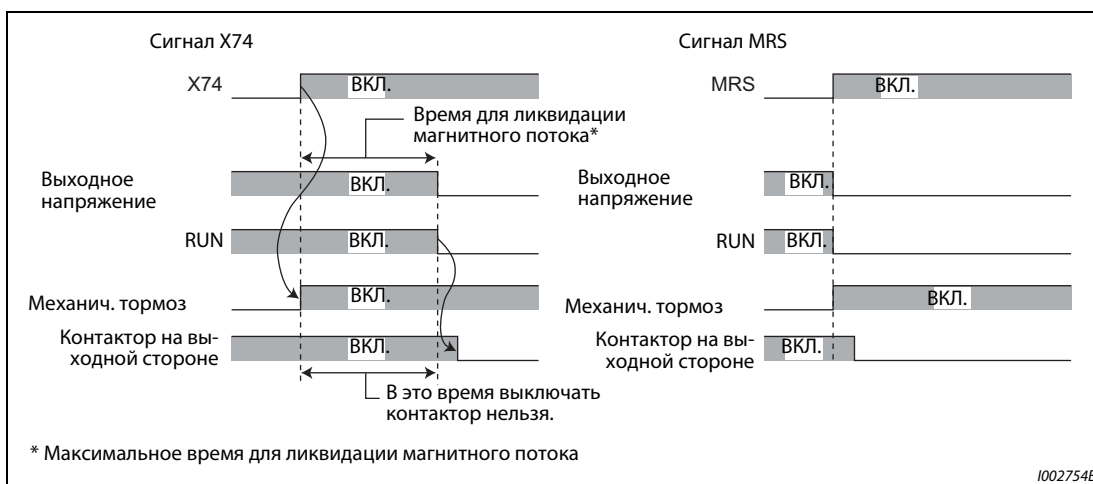 Сигнал X74
X74
ВКЛ.
Время для ликвидации
магнитного потока*
Выходное
напряжение
ВКЛ.
RUN
ВКЛ.
Механич. тормоз
ВКЛ.
Контактор на вы-
ходной стороне
ВКЛ.
В это время выключать
контактор нельзя.
Сигнал MRS
MRS
ВКЛ.
Выходное
напряжение
ВКЛ.
RUN
ВКЛ.
Механич. тормоз
ВКЛ.
Контактор на вы-
ходной стороне
ВКЛ.
* Максимальное время для ликвидации магнитного потока
I002754E